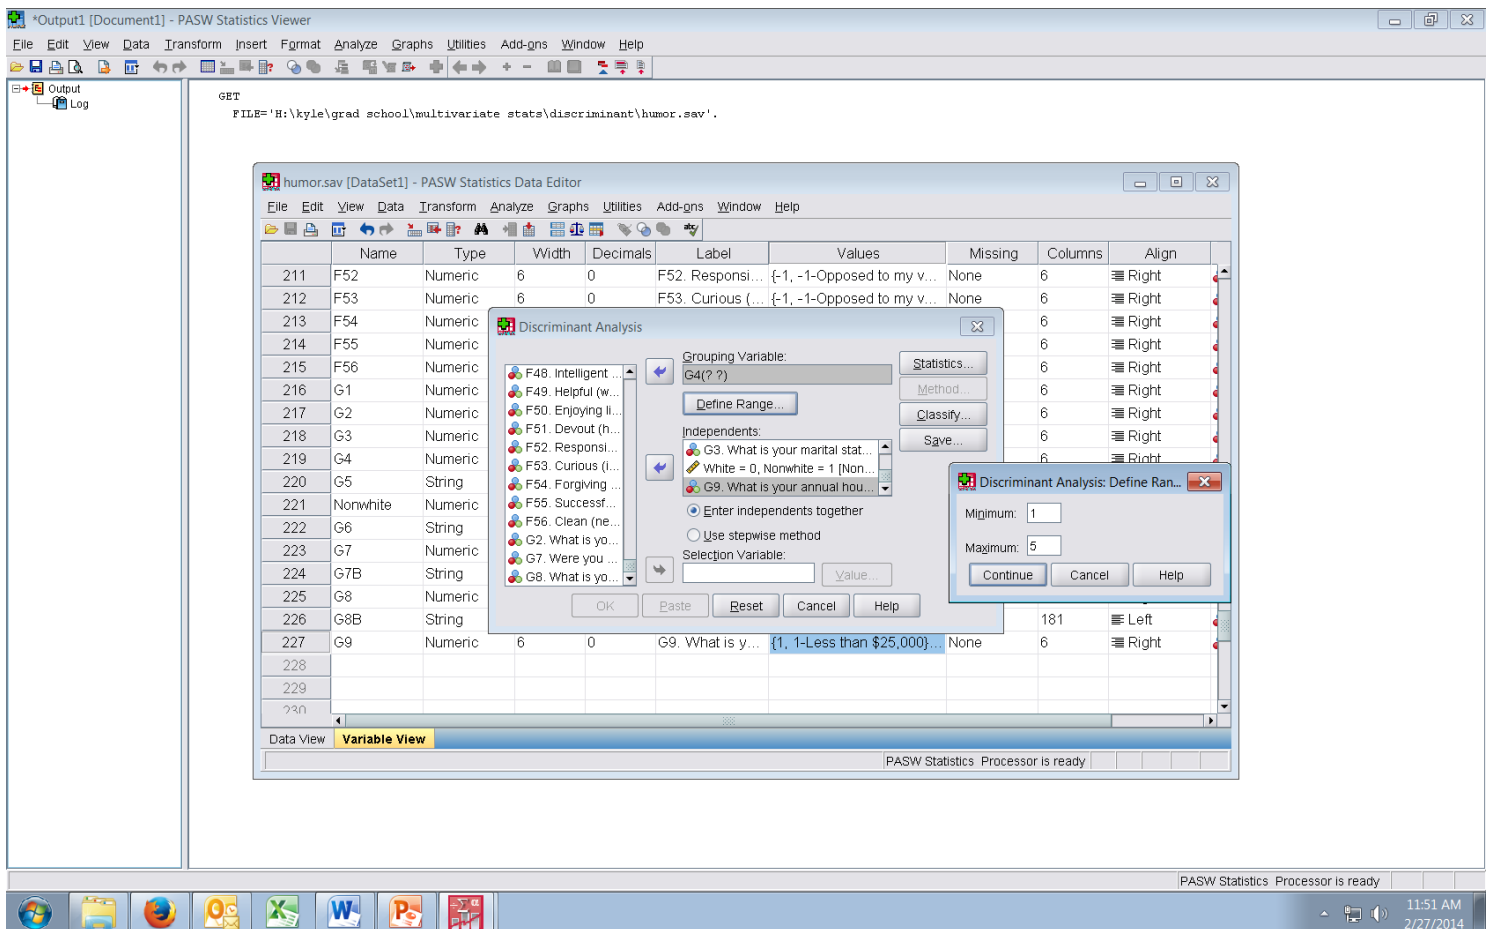 *Output1 [Document1] - PASW Statistics Viewer
File Edit View Data Transform Insert Format Analyze Graphs Utilities Add-ons Window Help
Output
Log
GET
FILE='H:\kyle\grad school\multivariate stats\discriminant\humor.sav'.
humor.sav [DataSet1] - PASW Statistics Data Editor
File Edit View Data Transform Analyze Graphs Utilities Add-ons Window Help
Name Type Width Decimals Label Values Missing Columns Align
211 F52 Numeric 6 0 F52. Responsi... {-1, -1-Opposed to my v... None 6 Right
212 F53 Numeric 6 0 F53. Curious (... {-1, -1-Opposed to my v... None 6 Right
213 F54 Numeric 6 Right
214 F55 Numeric 6 Right
215 F56 Numeric 6 Right
216 G1 Numeric 6 Right
217 G2 Numeric 6 Right
218 G3 Numeric 6 Right
219 G4 Numeric 6 Right
220 G5 String
221 Nonwhite Numeric
222 G6 String
223 G7 Numeric
224 G7B String
225 G8 Numeric
226 G8B String 181 Left
227 G9 Numeric 6 0 G9. What is y... {1, 1-Less than $25,000}... None 6 Right
228
229
230
Data View Variable View
PASW Statistics Processor is ready
Discriminant Analysis
F48. Intelligent ...
F49. Helpful (w...
F50. Enjoying li...
F51. Devout (h...
F52. Responsi...
F53. Curious (i...
F54. Forgiving ...
F55. Successf...
F56. Clean (ne...
G2. What is yo...
G7. Were you ...
G8. What is yo...
Grouping Variable:
G4(? ?)
Define Range...
Independents:
G3. What is your marital stat...
White = 0, Nonwhite = 1 [Non...
G9. What is your annual hou...
Enter independents together
Use stepwise method
Selection Variable:
Value...
Statistics...
Method...
Classify...
Save...
OK Paste Reset Cancel Help
Discriminant Analysis: Define Ran...
Minimum: 1
Maximum: 5
Continue Cancel Help
PASW Statistics Processor is ready
11:51 AM
2/27/2014